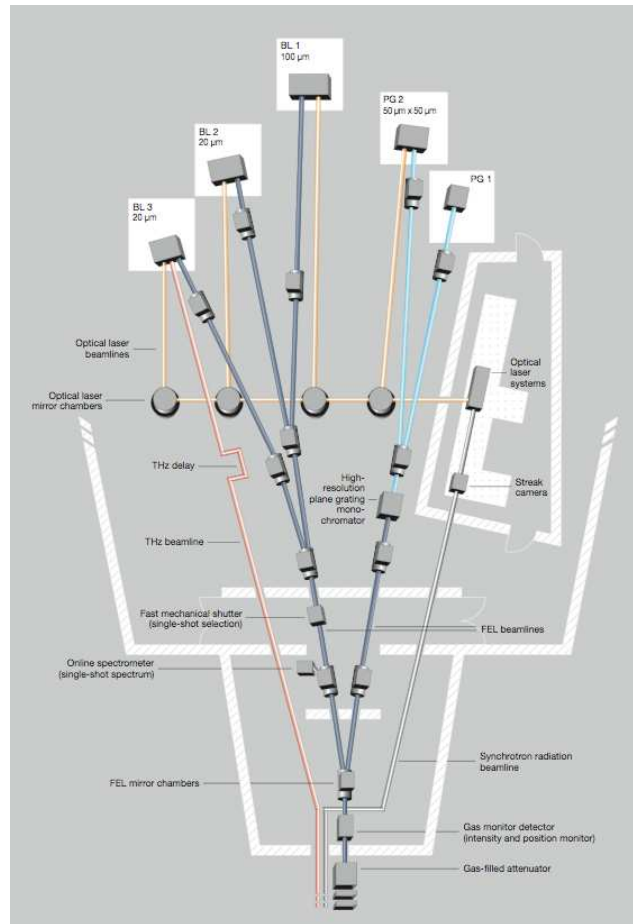 BL 1
100 µm
PG 2
50 µm x 50 µm
BL 2
20 µm
PG 1
BL 3
20 µm
Optical laser
beamlines
Optical
laser
systems
Optical laser
mirror chambers
THz delay
High-
resolution
plane grating
mono-
chromator
Streak
camera
THz beamline
Fast mechanical shutter
(single-shot selection)
FEL beamlines
Online spectrometer
(single-shot spectrum)
Synchrotron radiation
beamline
FEL mirror chambers
Gas monitor detector
(intensity and position monitor)
Gas-filled attenuator